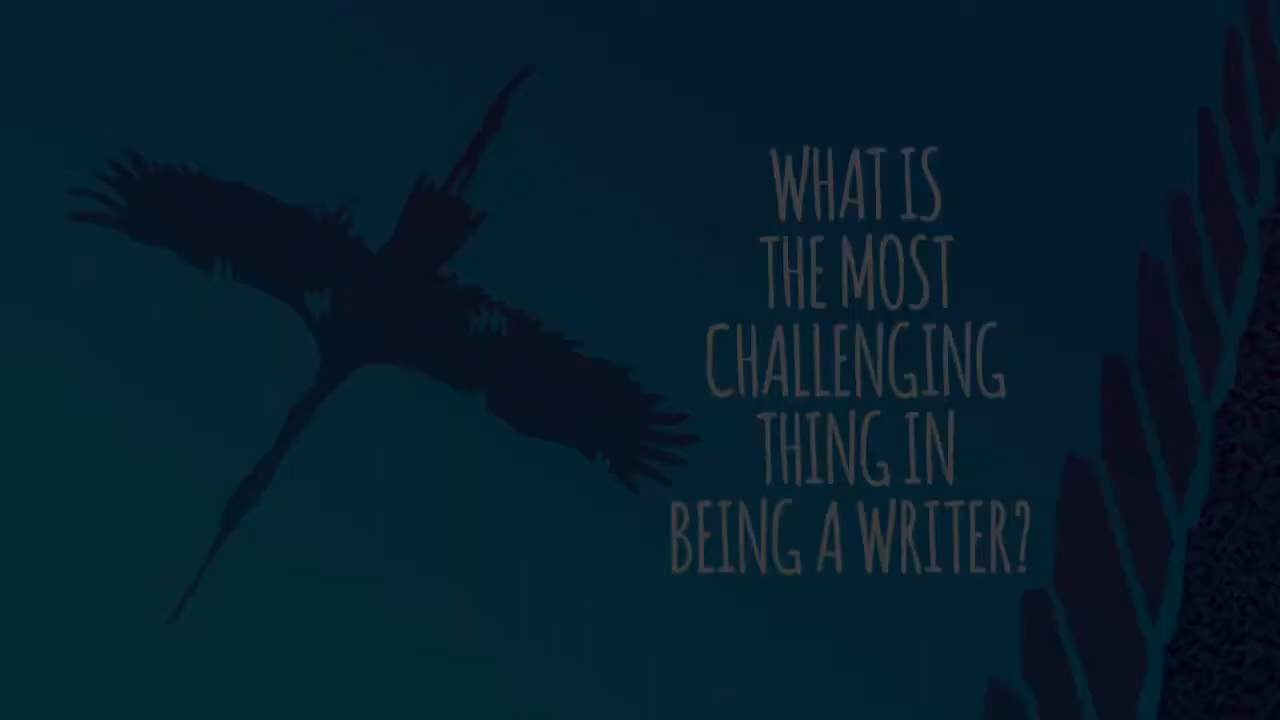 WHAT IS
THE MOST
CHALLENGING
THING IN
BEING A WRITER?